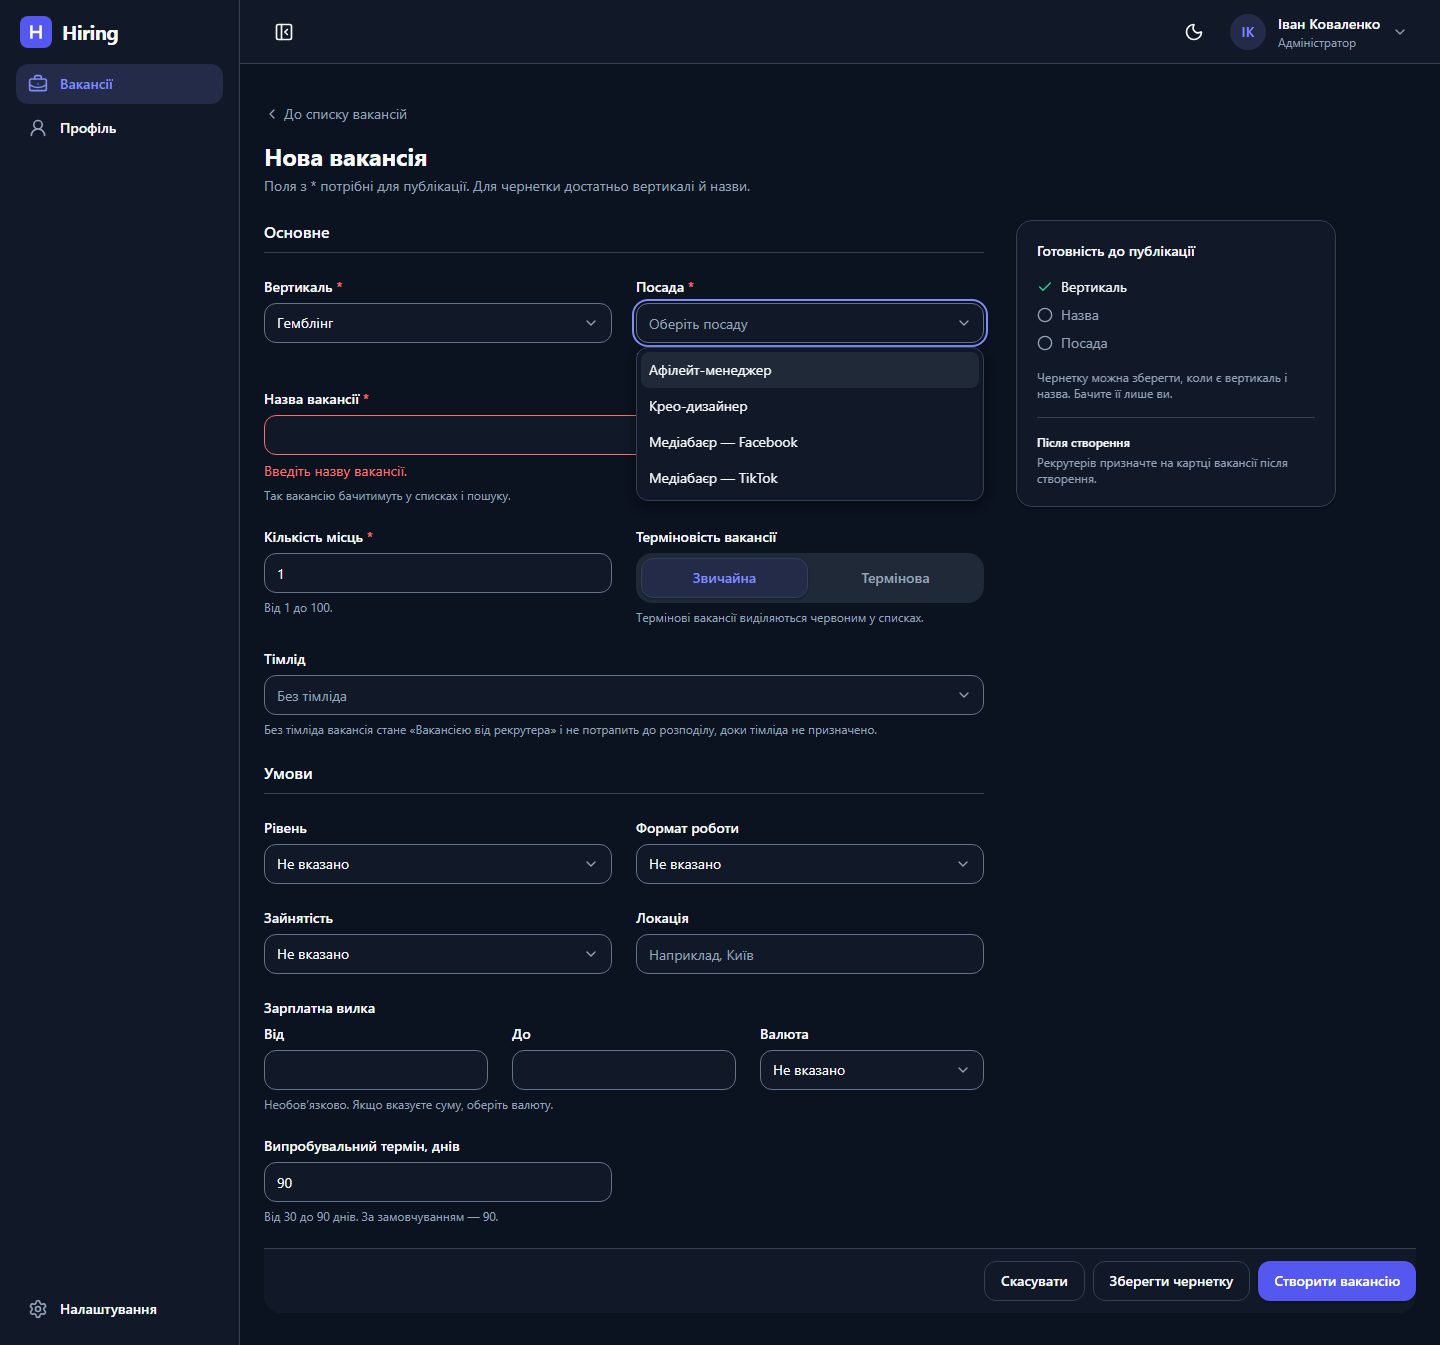 H Hiring
Вакансії
Профіль
Налаштування
ІК
Іван Коваленко
Адміністратор
До списку вакансій
Нова вакансія
Поля з * потрібні для публікації. Для чернетки достатньо вертикалі й назви.
Основне
Вертикаль *
Гемблінг
Посада *
Оберіть посаду
Афілейт-менеджер
Крео-дизайнер
Медіабаєр — Facebook
Медіабаєр — TikTok
Назва вакансії *
Введіть назву вакансії.
Так вакансію бачитимуть у списках і пошуку.
Кількість місць *
1
Від 1 до 100.
Терміновість вакансії
Звичайна
Термінова
Термінові вакансії виділяються червоним у списках.
Тімлід
Без тімліда
Без тімліда вакансія стане «Вакансією від рекрутера» і не потрапить до розподілу, доки тімліда не призначено.
Умови
Рівень
Не вказано
Формат роботи
Не вказано
Зайнятість
Не вказано
Локація
Наприклад, Київ
Зарплатна вилка
Від
До
Валюта
Не вказано
Необов'язково. Якщо вказуєте суму, оберіть валюту.
Випробувальний термін, днів
90
Від 30 до 90 днів. За замовчуванням — 90.
Скасувати
Зберегти чернетку
Створити вакансію
Готовність до публікації
Вертикаль
Назва
Посада
Чернетку можна зберегти, коли є вертикаль і
назва. Бачите її лише ви.
Після створення
Рекрутерів призначте на картці вакансії після
створення.